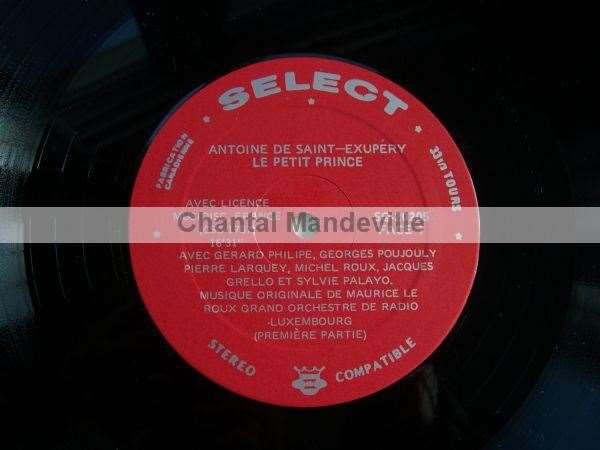 SELECT
FABRICATION
CANADIENNE
33 1/3 TOURS
ANTOINE DE SAINT-EXUPÉRY
LE PETIT PRINCE
AVEC LICENCE
Chantal Mandeville
16'31"
AVEC GERARD PHILIPE, GEORGES POUJOULY
PIERRE LARQUEY, MICHEL ROUX, JACQUES
GRELLO ET SYLVIE PALAYO.
MUSIQUE ORIGINALE DE MAURICE LE
ROUX GRAND ORCHESTRE DE RADIO
-LUXEMBOURG
(PREMIÈRE PARTIE)
STEREO
COMPATIBLE